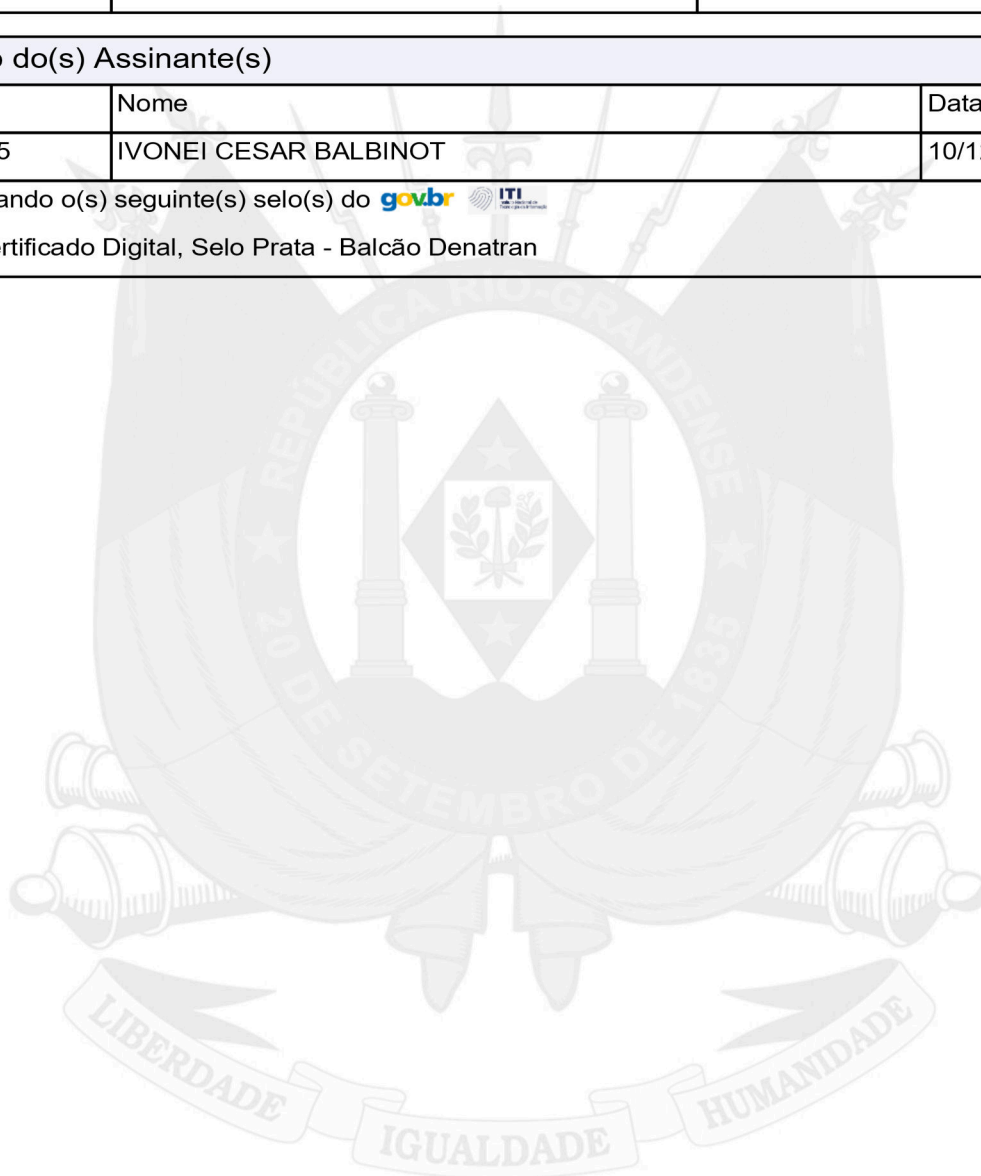 do(s) Assinante(s)
Nome Data
5 IVONEI CESAR BALBINOT 10/1
ando o(s) seguinte(s) selo(s) do gov.br ITI
ertificado Digital, Selo Prata - Balcão Denatran
REPÚBLICA RIO-GRANDENSE
20 DE SETEMBRO DE 1835
LIBERDADE IGUALDADE HUMANIDADE